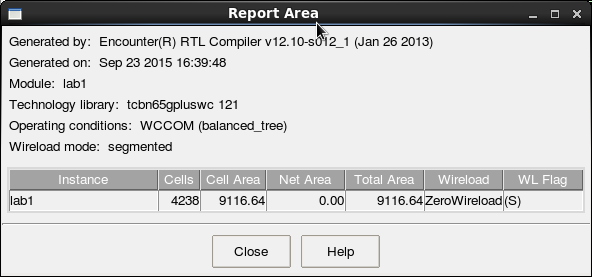 Report Area
Generated by: Encounter(R) RTL Compiler v12.10-s012_1 (Jan 26 2013)
Generated on: Sep 23 2015 16:39:48
Module: lab1
Technology library: tcbn65gpluswc 121
Operating conditions: WCCOM (balanced_tree)
Wireload mode: segmented
Instance Cells Cell Area Net Area Total Area Wireload WL Flag
lab1 4238 9116.64 0.00 9116.64 ZeroWireload (S)
Close Help